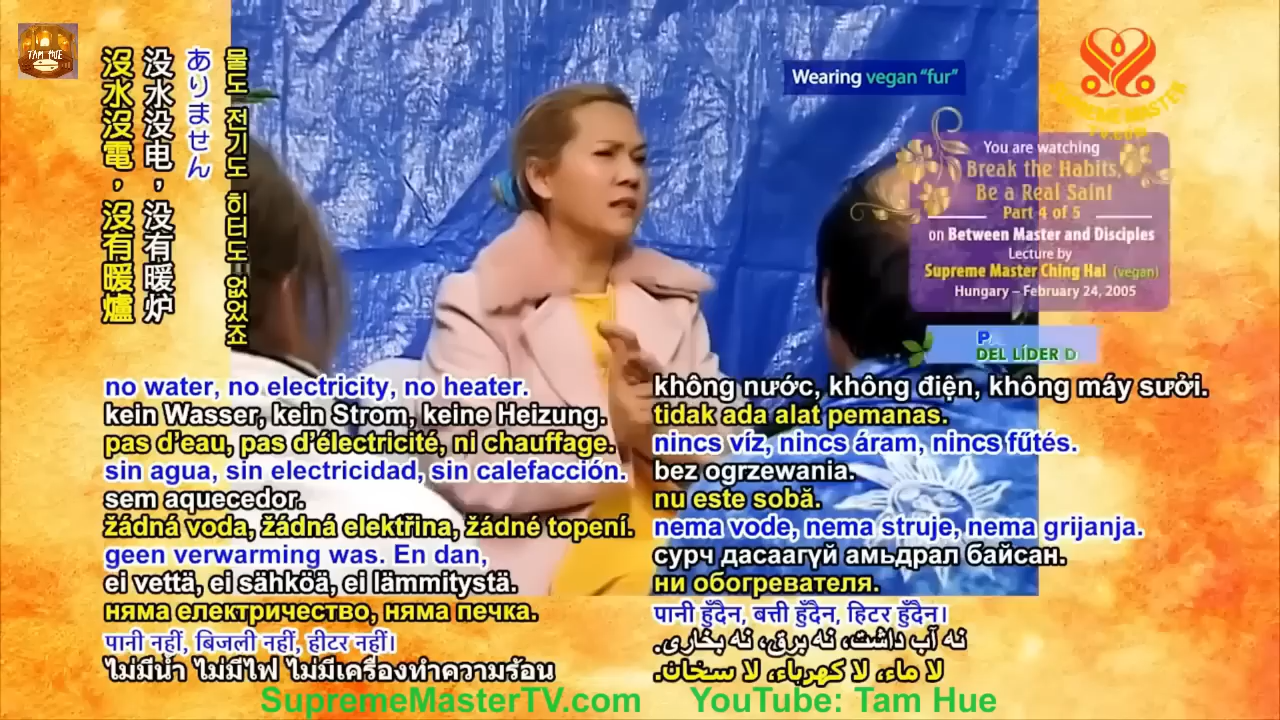 TAM HUE
沒水沒電，沒有暖爐
没水没电，没有暖炉
ありません
물도 전기도 히터도 없었죠
Wearing vegan “fur”
SUPREME MASTER
TV.COM
You are watching
Break the Habits,
Be a Real Saint
Part 4 of 5
on Between Master and Disciples
Lecture by
Supreme Master Ching Hai (vegan)
Hungary – February 24, 2005
P
DEL LÍDER D
no water, no electricity, no heater.
kein Wasser, kein Strom, keine Heizung.
pas d’eau, pas d’électricité, ni chauffage.
sin agua, sin electricidad, sin calefacción.
sem aquecedor.
žádná voda, žádná elektřina, žádné topení.
geen verwarming was. En dan,
ei vettä, ei sähköä, ei lämmitystä.
няма електричество, няма печка.
पानी नहीं, बिजली नहीं, हीटर नहीं।
ไม่มีน้ำ ไม่มีไฟ ไม่มีเครื่องทำความร้อน
không nước, không điện, không máy sưởi.
tidak ada alat pemanas.
nincs víz, nincs áram, nincs fűtés.
bez ogrzewania.
nu este sobă.
nema vode, nema struje, nema grijanja.
сурч дасаагүй амьдрал байсан.
ни обогревателя.
पानी हुँदैन, बत्ती हुँदैन, हिटर हुँदैन।
نه آب داشت، نه برق، نه بخاری.
لا ماء، لا كهرباء، لا سخان.
SupremeMasterTV.com YouTube: Tam Hue